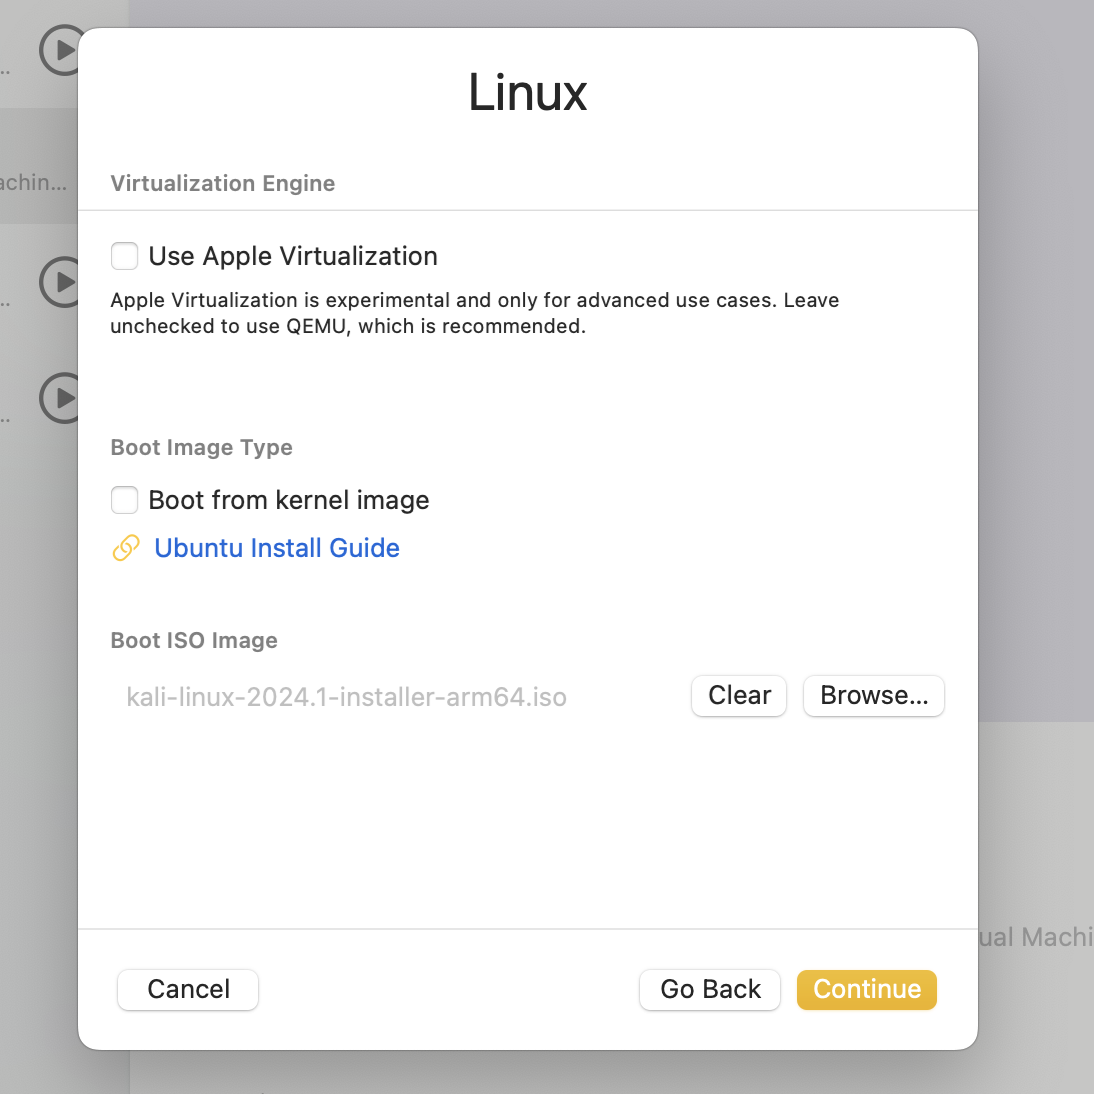 Linux
Virtualization Engine
Use Apple Virtualization
Apple Virtualization is experimental and only for advanced use cases. Leave
unchecked to use QEMU, which is recommended.
Boot Image Type
Boot from kernel image
Ubuntu Install Guide
Boot ISO Image
kali-linux-2024.1-installer-arm64.iso
Clear
Browse...
Cancel
Go Back
Continue
achin...
ual Machi